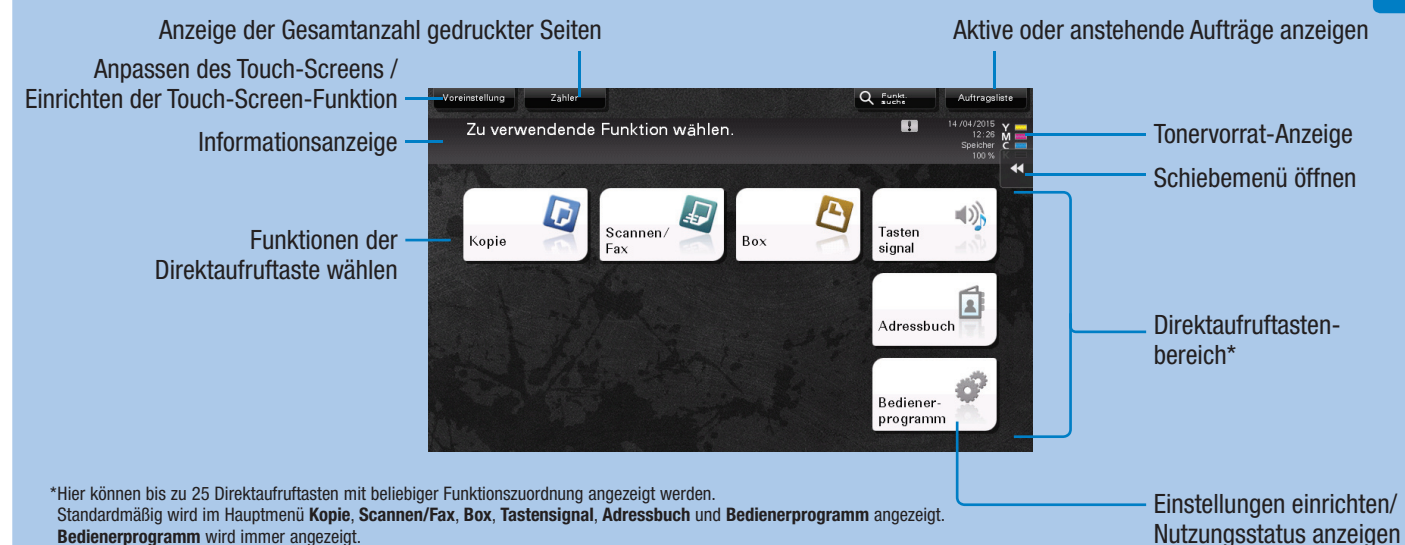 Anzeige der Gesamtanzahl gedruckter Seiten
Aktive oder anstehende Aufträge anzeigen
Anpassen des Touch-Screens /
Einrichten der Touch-Screen-Funktion
Voreinstellung
Zähler
Funkt.
suche
Auftragsliste
Informationsanzeige
Zu verwendende Funktion wählen.
14/04/2015
12:26
Speicher
100 %
Y
M
C
K
Tonervorrat-Anzeige
Schiebemenü öffnen
Funktionen der
Direktaufruftaste wählen
Kopie
Scannen/
Fax
Box
Tasten
signal
Adressbuch
Bediener-
programm
Direktaufruftasten-
bereich*
Einstellungen einrichten/
Nutzungsstatus anzeigen
*Hier können bis zu 25 Direktaufruftasten mit beliebiger Funktionszuordnung angezeigt werden.
Standardmäßig wird im Hauptmenü Kopie, Scannen/Fax, Box, Tastensignal, Adressbuch und Bedienerprogramm angezeigt.
Bedienerprogramm wird immer angezeigt.